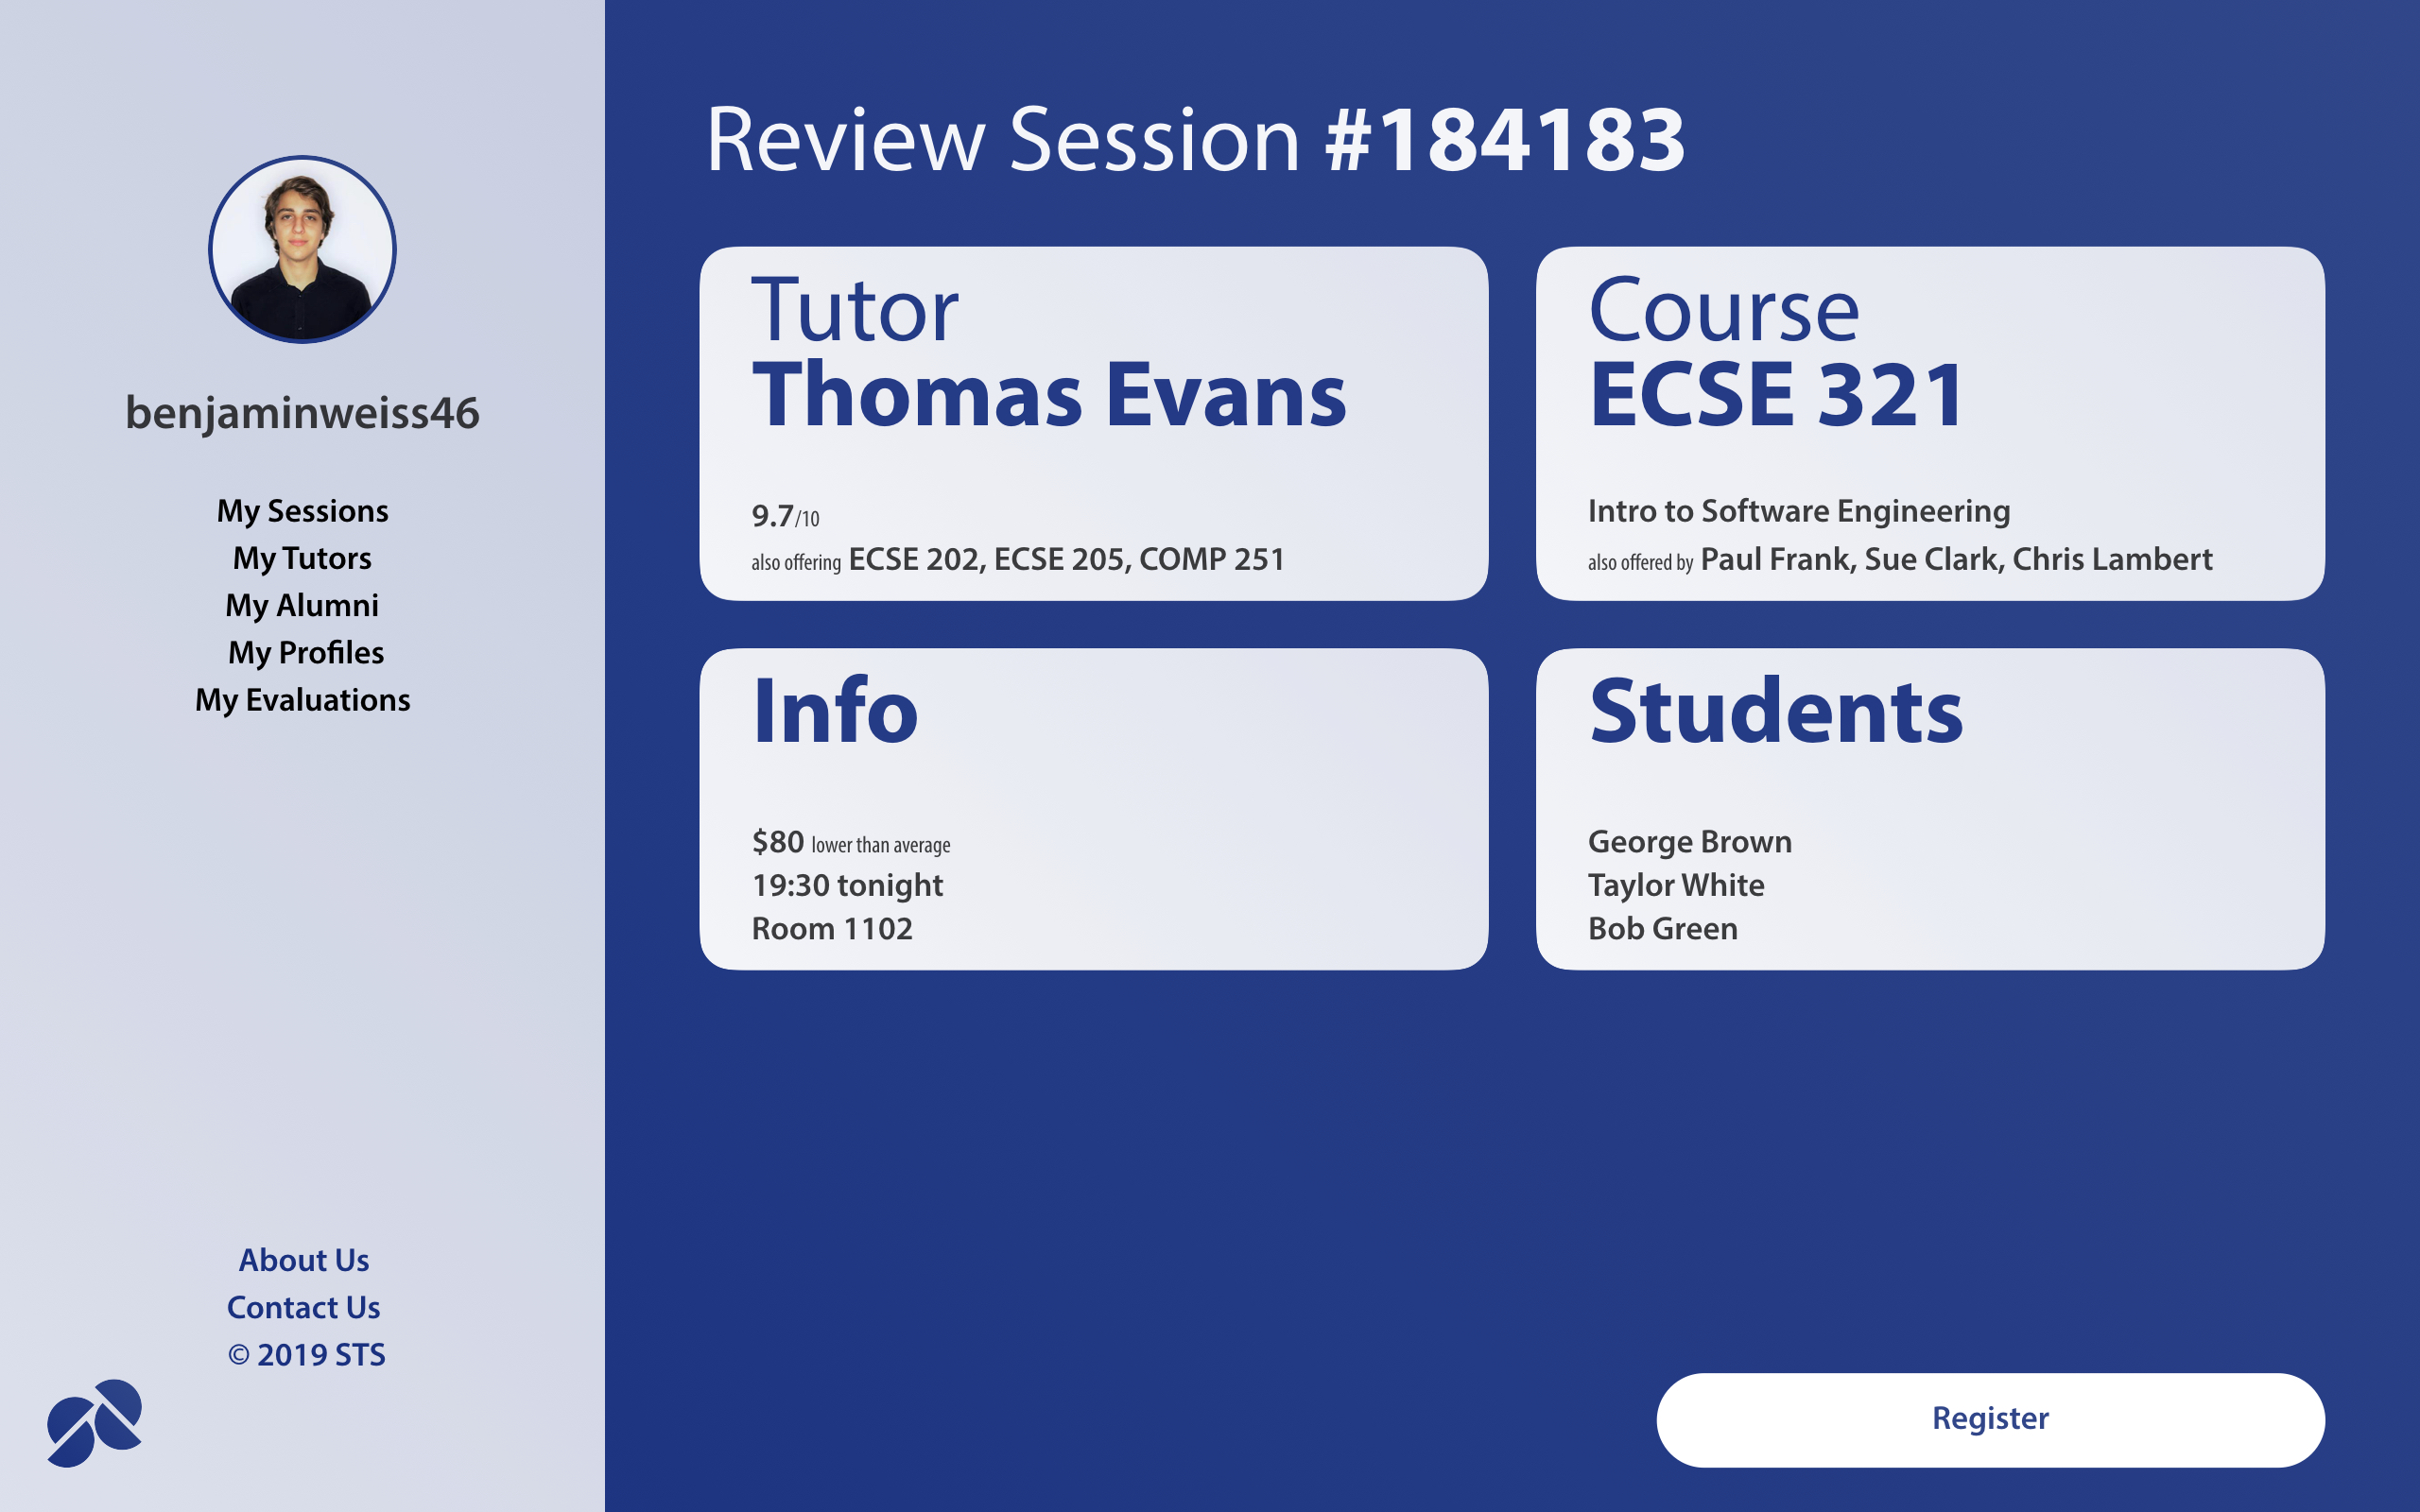 benjaminweiss46
My Sessions
My Tutors
My Alumni
My Profiles
My Evaluations
About Us
Contact Us
© 2019 STS
Review Session #184183
Tutor
Thomas Evans
9.7/10
also offering ECSE 202, ECSE 205, COMP 251
Course
ECSE 321
Intro to Software Engineering
also offered by Paul Frank, Sue Clark, Chris Lambert
Info
$80 lower than average
19:30 tonight
Room 1102
Students
George Brown
Taylor White
Bob Green
Register